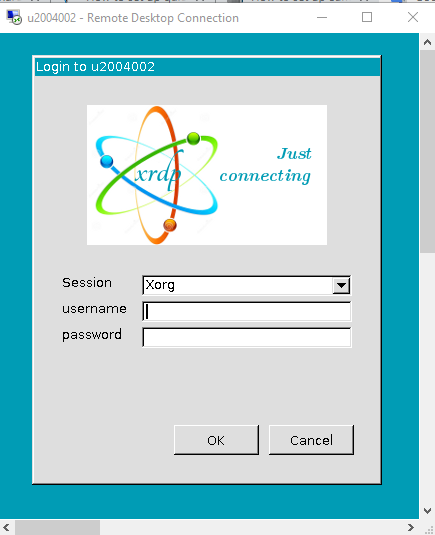 u2004002 - Remote Desktop Connection
Login to u2004002
xrdp
Just
connecting
Session
Xorg
username
password
OK
Cancel